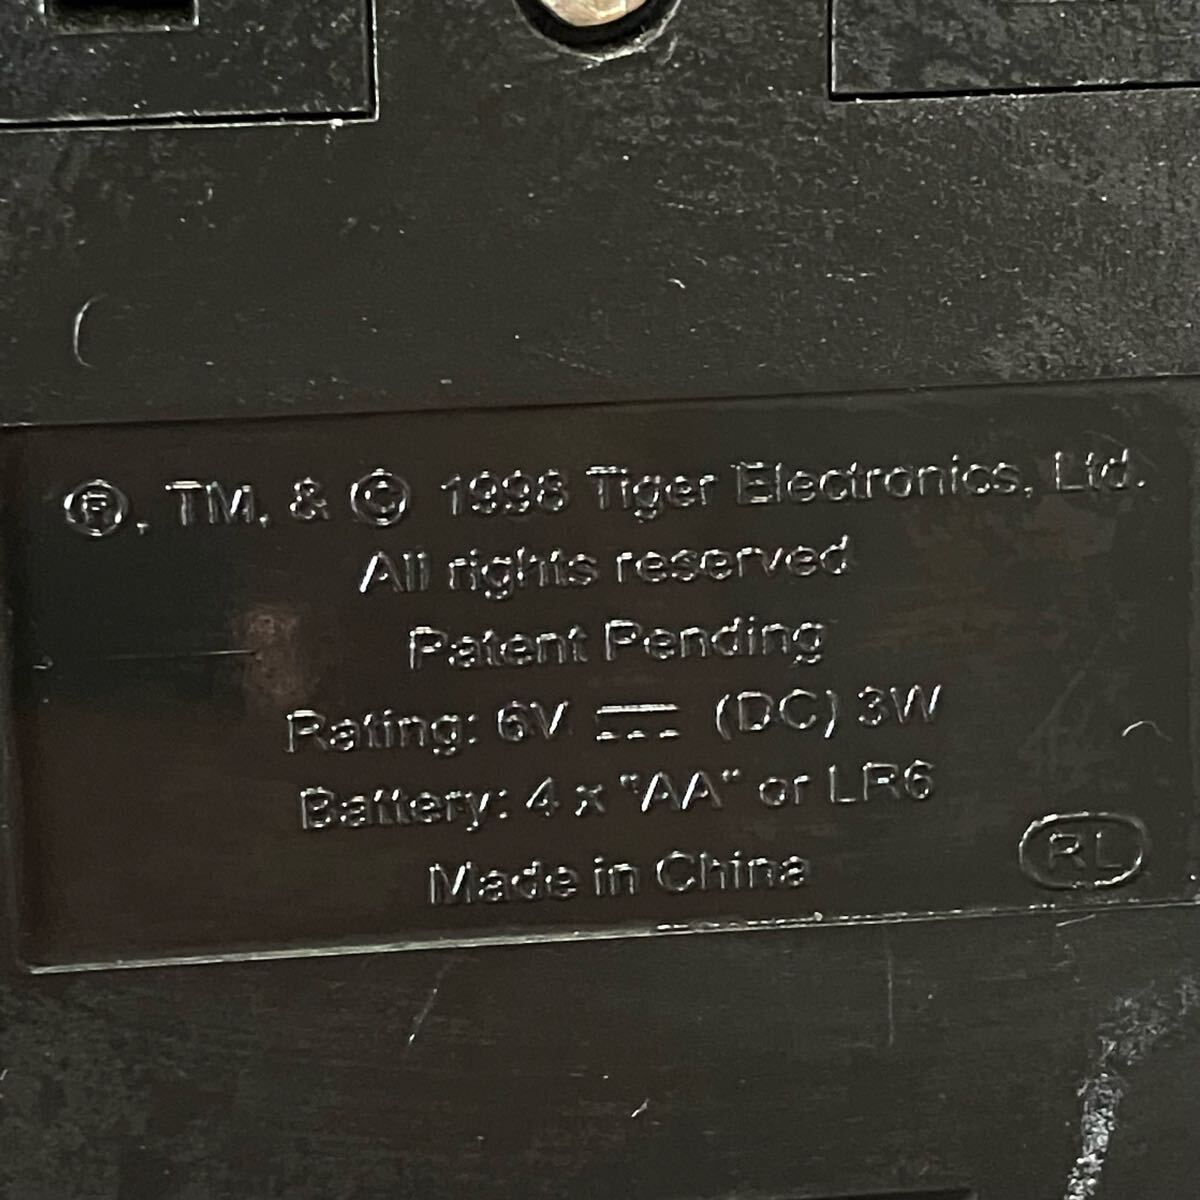 ®, TM, & © 1998 Tiger Electronics, Ltd.
All rights reserved
Patent Pending
Rating: 6V ⎓ (DC) 3W
Battery: 4 x "AA" or LR6
Made in China
RL